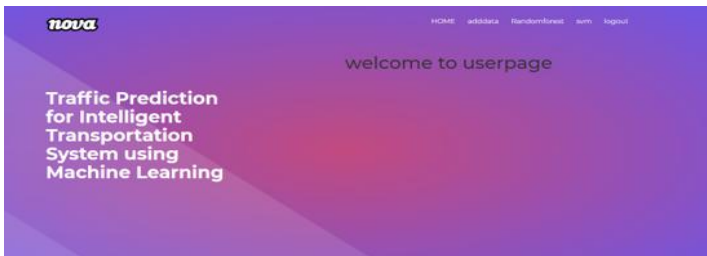 nova
HOME adddata Randomforest svm logout
welcome to userpage
Traffic Prediction
for Intelligent
Transportation
System using
Machine Learning